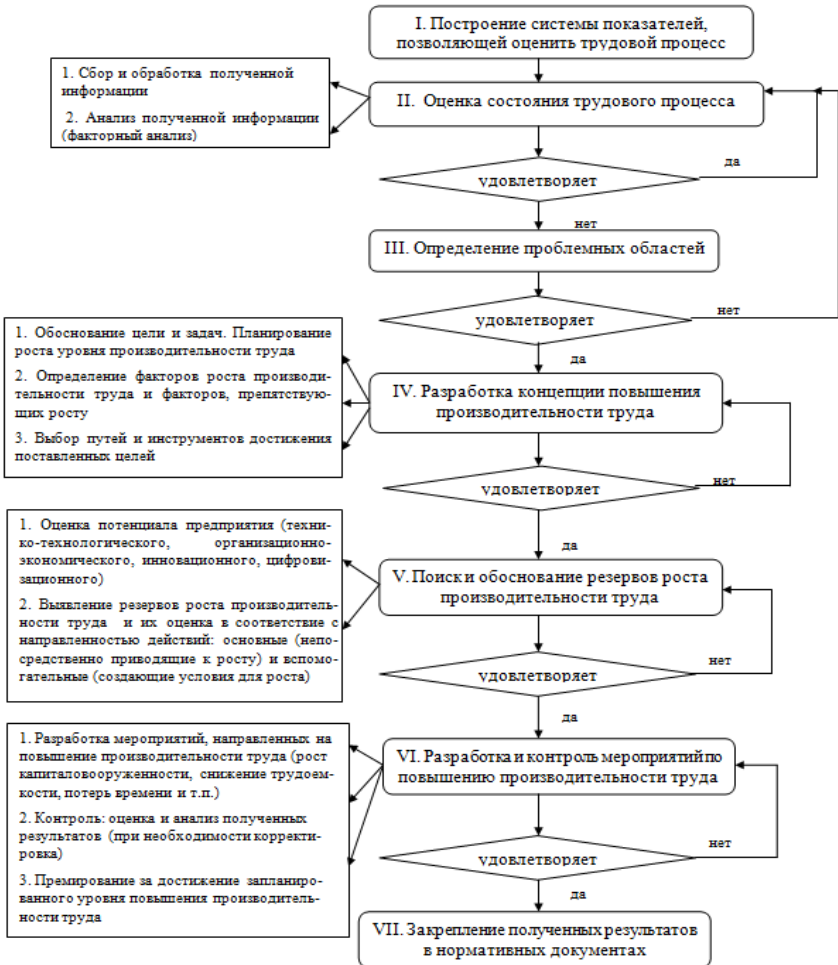 I. Построение системы показателей,
позволяющей оценить трудовой процесс
1. Сбор и обработка полученной
информации
2. Анализ полученной информации
(факторный анализ)
II. Оценка состояния трудового процесса
да
удовлетворяет
нет
III. Определение проблемных областей
нет
удовлетворяет
да
1. Обоснование цели и задач. Планирование
роста уровня производительности труда
2. Определение факторов роста производи-
тельности труда и факторов, препятствую-
щих росту
3. Выбор путей и инструментов достижения
поставленных целей
IV. Разработка концепции повышения
производительности труда
нет
удовлетворяет
да
1. Оценка потенциала предприятия (техни-
ко-технологического, организационно-
экономического, инновационного, цифрови-
зационного)
2. Выявление резервов роста производитель-
ности труда и их оценка в соответствие с
направленностью действий: основные (непо-
средственно приводящие к росту) и вспомо-
гательные (создающие условия для роста)
V. Поиск и обоснование резервов роста
производительности труда
нет
удовлетворяет
да
1. Разработка мероприятий, направленных на
повышение производительности труда (рост
капиталовооруженности, снижение трудоем-
кости, потерь времени и т.п.)
2. Контроль: оценка и анализ полученных
результатов (при необходимости корректи-
ровка)
3. Премирование за достижение запланиро-
ванного уровня повышения производитель-
ности труда
VI. Разработка и контроль мероприятий по
повышению производительности труда
нет
удовлетворяет
да
VII. Закрепление полученных результатов
в нормативных документах